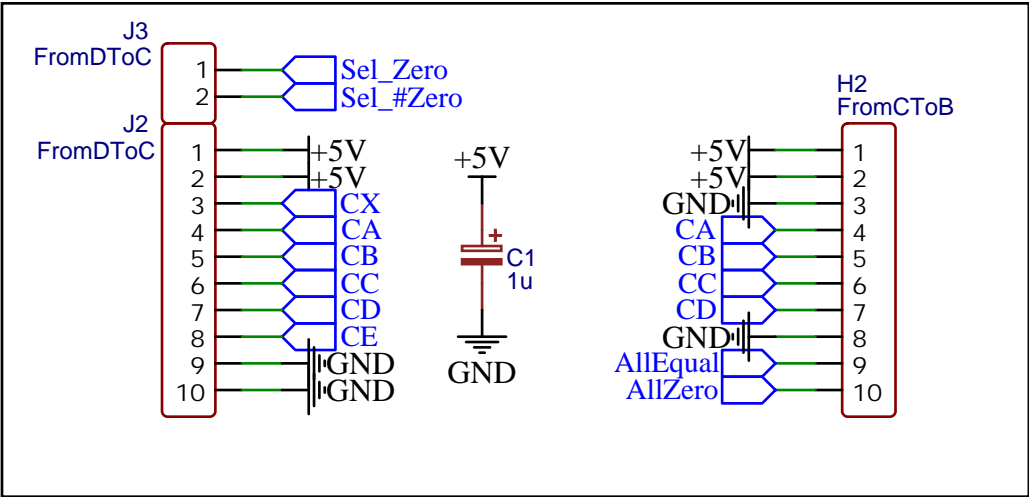 J3
FromDToC
1 Sel_Zero
2 Sel_#Zero
J2
FromDToC
1 +5V
2 +5V
3 CX
4 CA
5 CB
6 CC
7 CD
8 CE
9 GND
10 GND
+5V
+
C1
1u
GND
H2
FromCToB
+5V 1
+5V 2
GND 3
CA 4
CB 5
CC 6
CD 7
GND 8
AllEqual 9
AllZero 10